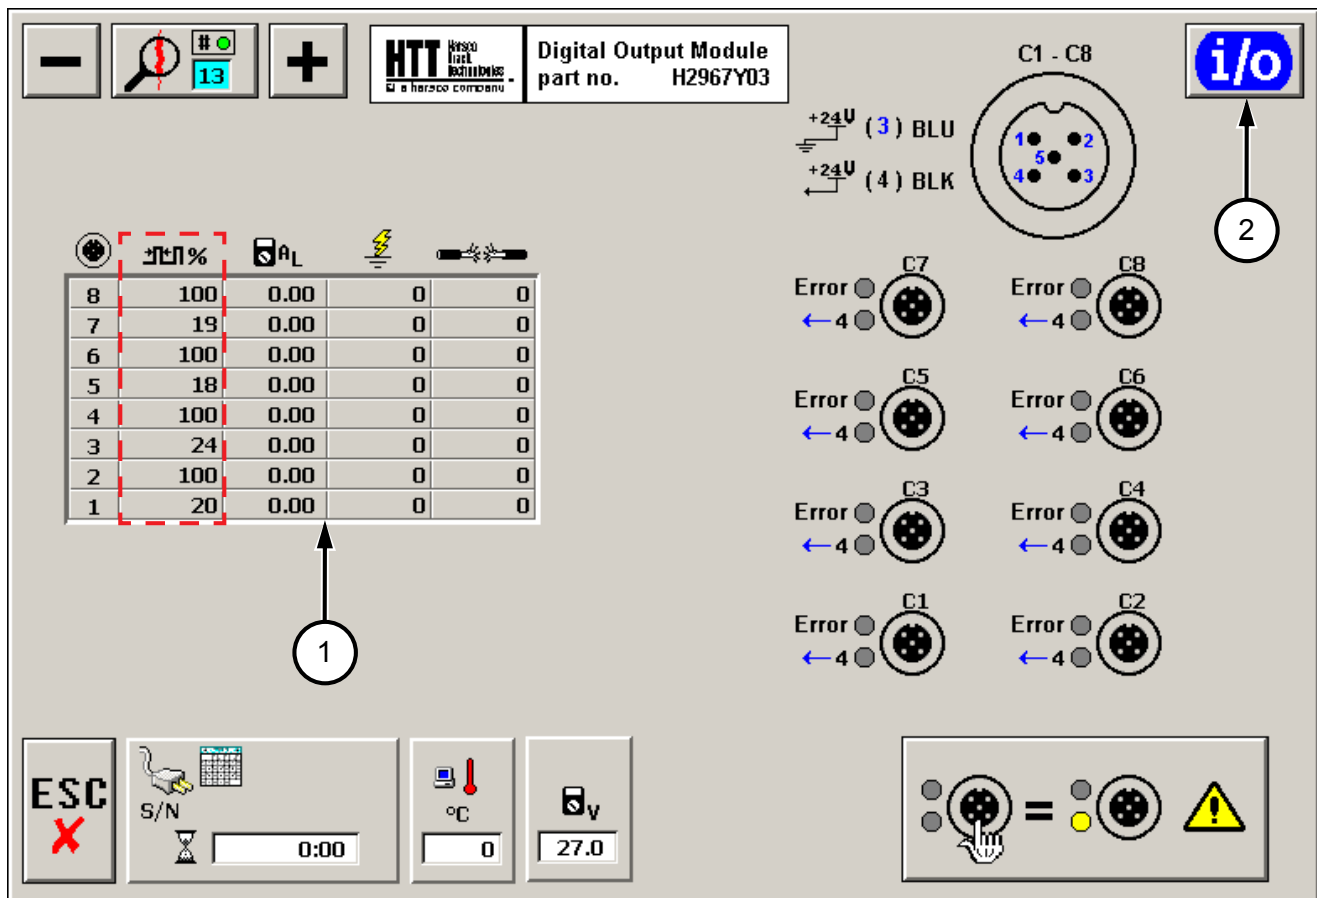 # 13
HTT Harsco Track Technologies
a harsco company
Digital Output Module
part no. H2967Y03
C1 - C8
i/o
+24V (3) BLU
+24V (4) BLK
1 2
5
4 3
2
% A L
8 100 0.00 0 0
7 19 0.00 0 0
6 100 0.00 0 0
5 18 0.00 0 0
4 100 0.00 0 0
3 24 0.00 0 0
2 100 0.00 0 0
1 20 0.00 0 0
1
C7 C8
Error Error
←4 ←4
C5 C6
Error Error
←4 ←4
C3 C4
Error Error
←4 ←4
C1 C2
Error Error
←4 ←4
ESC
S/N
0:00
°C
0
V
27.0
=